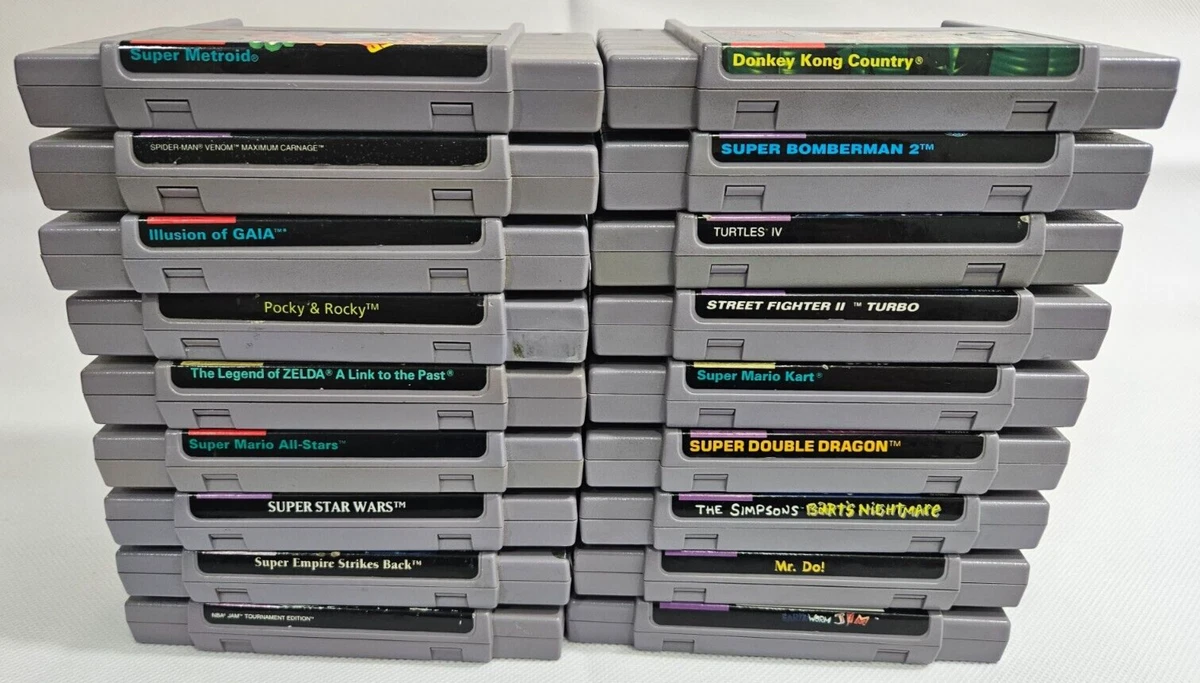 Super Metroid®
SPIDER-MAN® VENOM™ MAXIMUM CARNAGE™
Illusion of GAIA™®
Pocky & Rocky™
The Legend of ZELDA® A Link to the Past®
Super Mario All-Stars™
SUPER STAR WARS™
Super Empire Strikes Back™
NBA JAM™ TOURNAMENT EDITION™
Donkey Kong Country®
SUPER BOMBERMAN 2™
TURTLES IV
STREET FIGHTER II™ TURBO
Super Mario Kart®
SUPER DOUBLE DRAGON™
THE SIMPSONS BART'S NIGHTMARE
Mr. Do!
EARTHWORM JIM